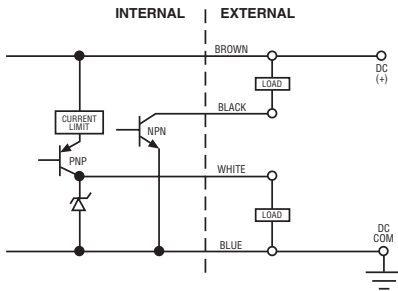 INTERNAL
EXTERNAL
BROWN
DC
(+)
LOAD
BLACK
CURRENT
LIMIT
NPN
PNP
WHITE
LOAD
DC
COM
BLUE